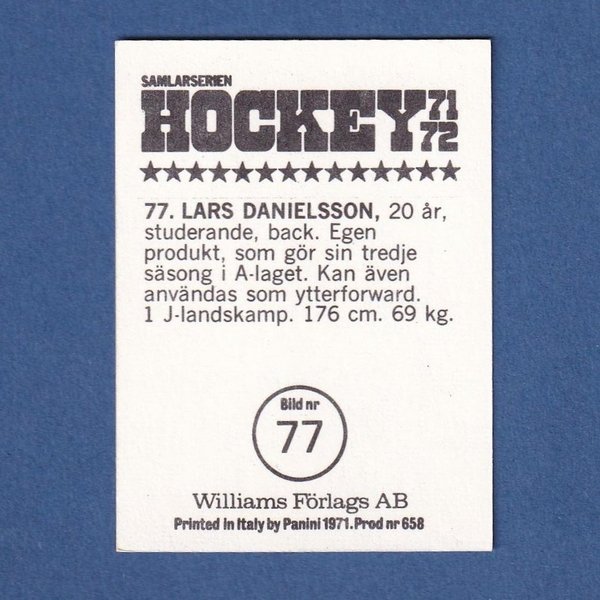 SAMLARSERIEN
HOCKEY 71 72
77. LARS DANIELSSON, 20 år,
studerande, back. Egen
produkt, som gör sin tredje
säsong i A-laget. Kan även
användas som ytterforward.
1 J-landskamp. 176 cm. 69 kg.
Bild nr
77
Williams Förlags AB
Printed in Italy by Panini 1971. Prod nr 658